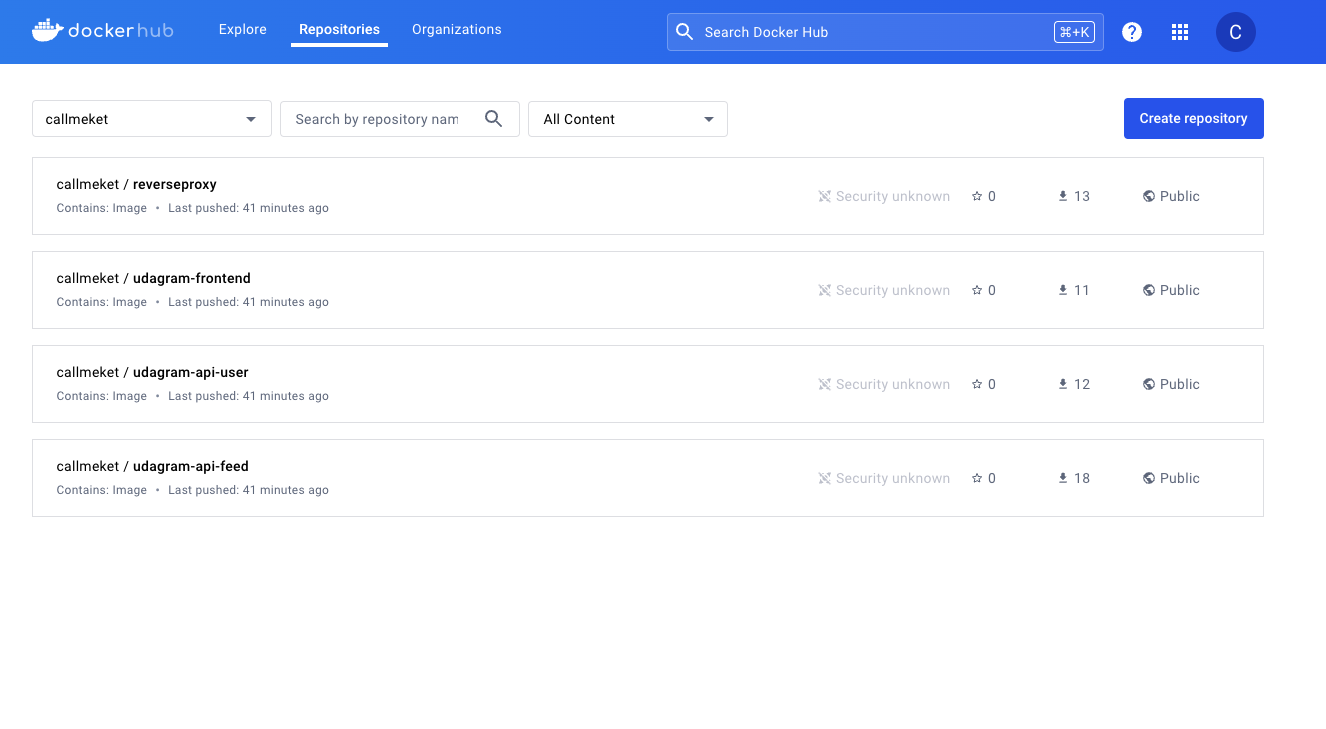 dockerhub Explore Repositories Organizations Search Docker Hub ⌘+K ? C
callmeket Search by repository nam All Content Create repository
callmeket / reverseproxy
Contains: Image • Last pushed: 41 minutes ago
Security unknown 0 13 Public
callmeket / udagram-frontend
Contains: Image • Last pushed: 41 minutes ago
Security unknown 0 11 Public
callmeket / udagram-api-user
Contains: Image • Last pushed: 41 minutes ago
Security unknown 0 12 Public
callmeket / udagram-api-feed
Contains: Image • Last pushed: 41 minutes ago
Security unknown 0 18 Public